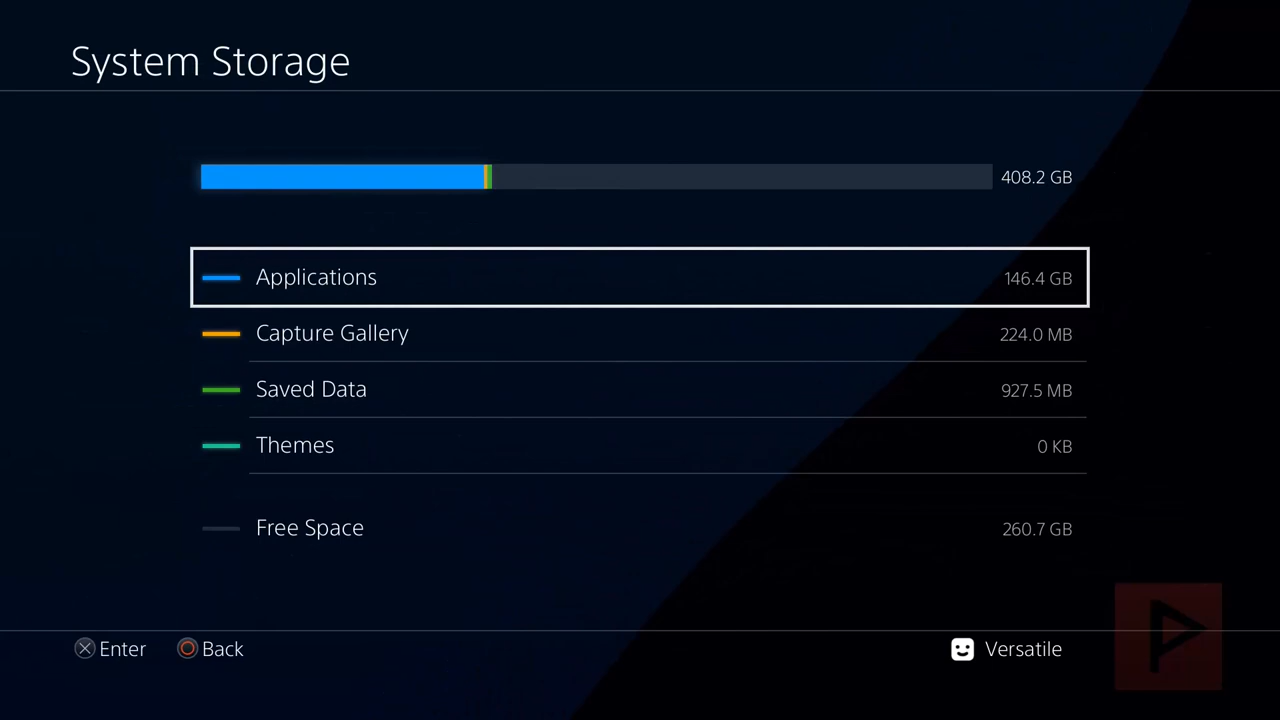 System Storage
408.2 GB
Applications 146.4 GB
Capture Gallery 224.0 MB
Saved Data 927.5 MB
Themes 0 KB
Free Space 260.7 GB
Enter Back Versatile